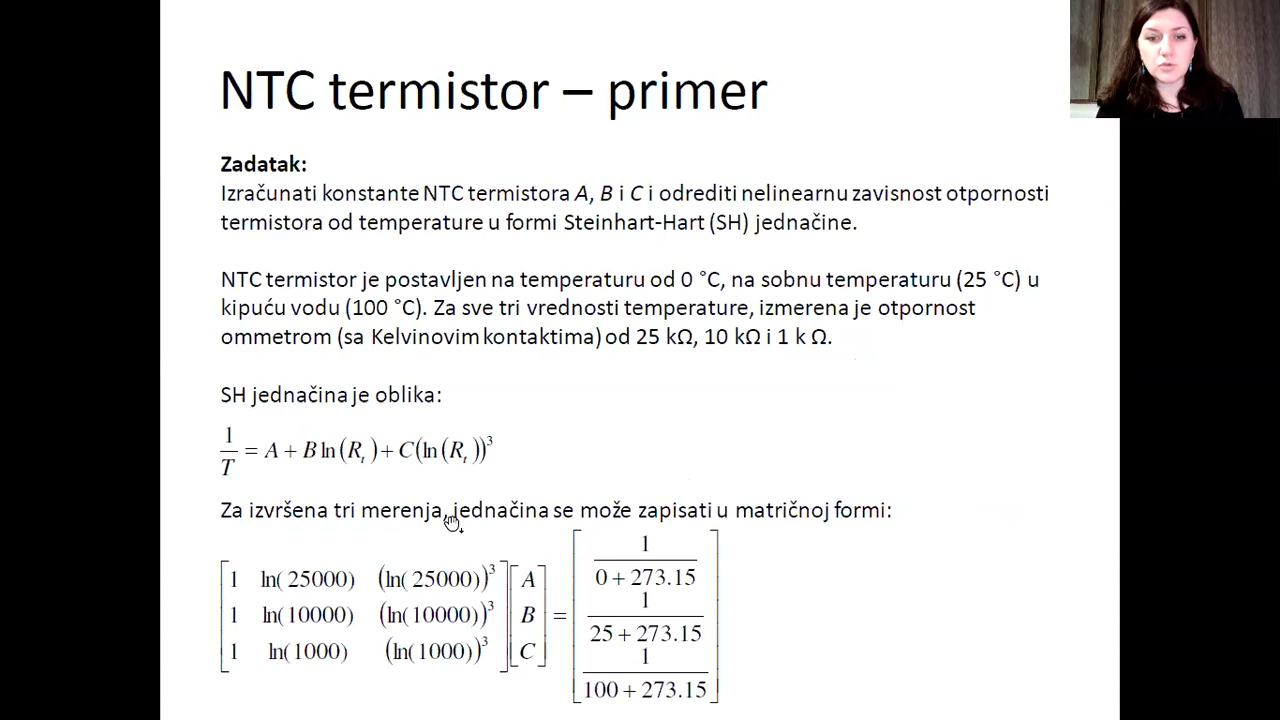 NTC termistor – primer
Zadatak:
Izračunati konstante NTC termistora A, B i C i odrediti nelinearnu zavisnost otpornosti
termistora od temperature u formi Steinhart-Hart (SH) jednačine.
NTC termistor je postavljen na temperaturu od 0 °C, na sobnu temperaturu (25 °C) u
kipuću vodu (100 °C). Za sve tri vrednosti temperature, izmerena je otpornost
ommetrom (sa Kelvinovim kontaktima) od 25 kΩ, 10 kΩ i 1 k Ω.
SH jednačina je oblika:
1/T = A + B ln(R_t) + C(ln(R_t))^3
Za izvršena tri merenja, jednačina se može zapisati u matričnoj formi:
[1 ln(25000) (ln(25000))^3] [A] [1/(0+273.15)]
[1 ln(10000) (ln(10000))^3] [B] = [1/(25+273.15)]
[1 ln(1000) (ln(1000))^3] [C] [1/(100+273.15)]